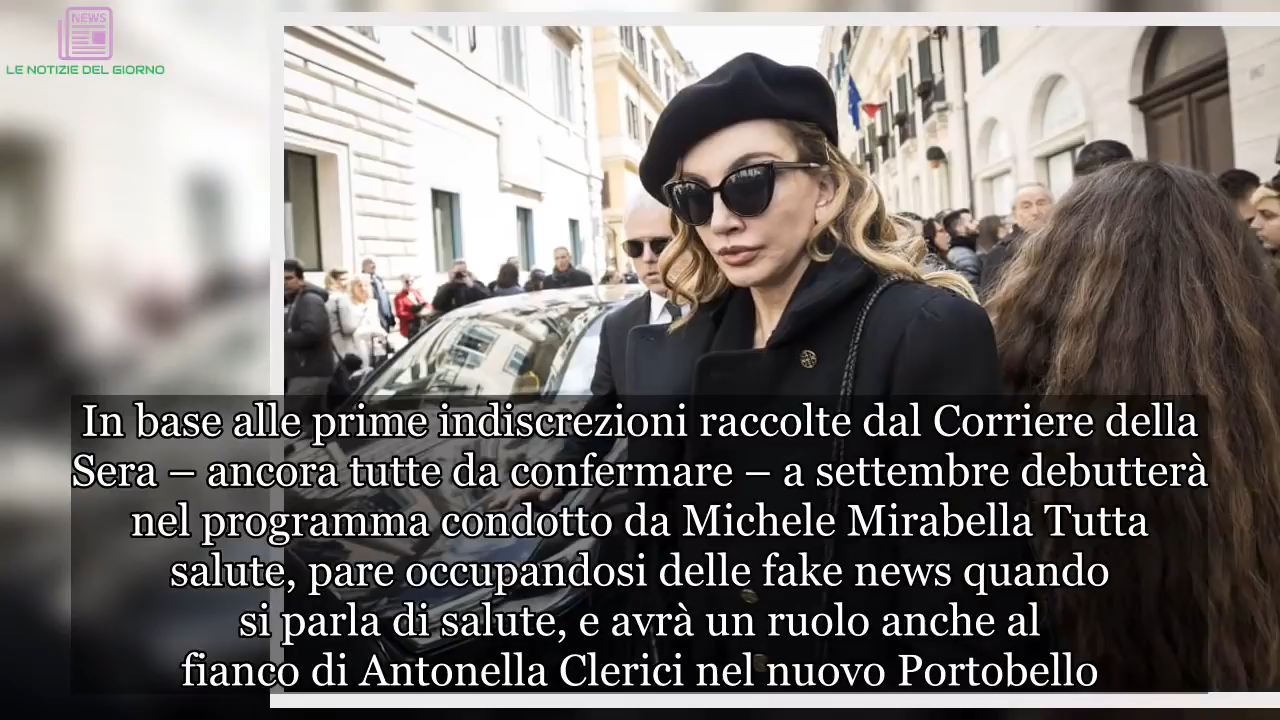 NEWS
LE NOTIZIE DEL GIORNO
In base alle prime indiscrezioni raccolte dal Corriere della
Sera – ancora tutte da confermare – a settembre debutterà
nel programma condotto da Michele Mirabella Tutta
salute, pare occupandosi delle fake news quando
si parla di salute, e avrà un ruolo anche al
fianco di Antonella Clerici nel nuovo Portobello